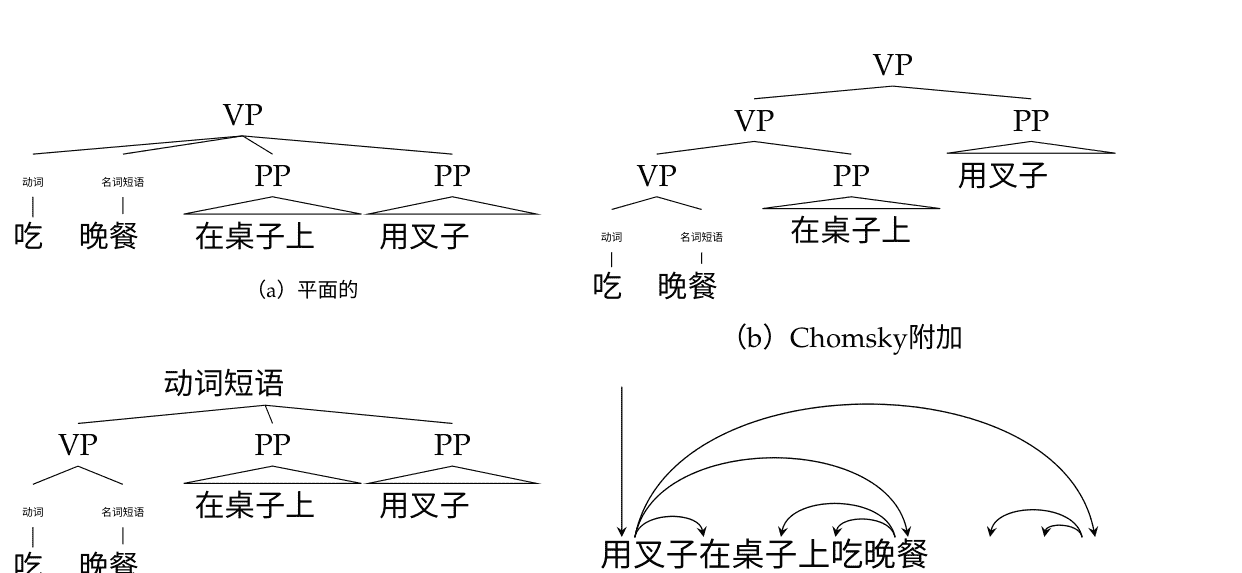 VP
动词 名词短语 PP PP
吃 晚餐 在桌子上 用叉子
（a）平面的
VP
VP PP
VP PP 用叉子
动词 名词短语 在桌子上
吃 晚餐
（b）Chomsky附加
动词短语
VP PP PP
动词 名词短语 在桌子上 用叉子
吃 晚餐
用叉子在桌子上吃晚餐